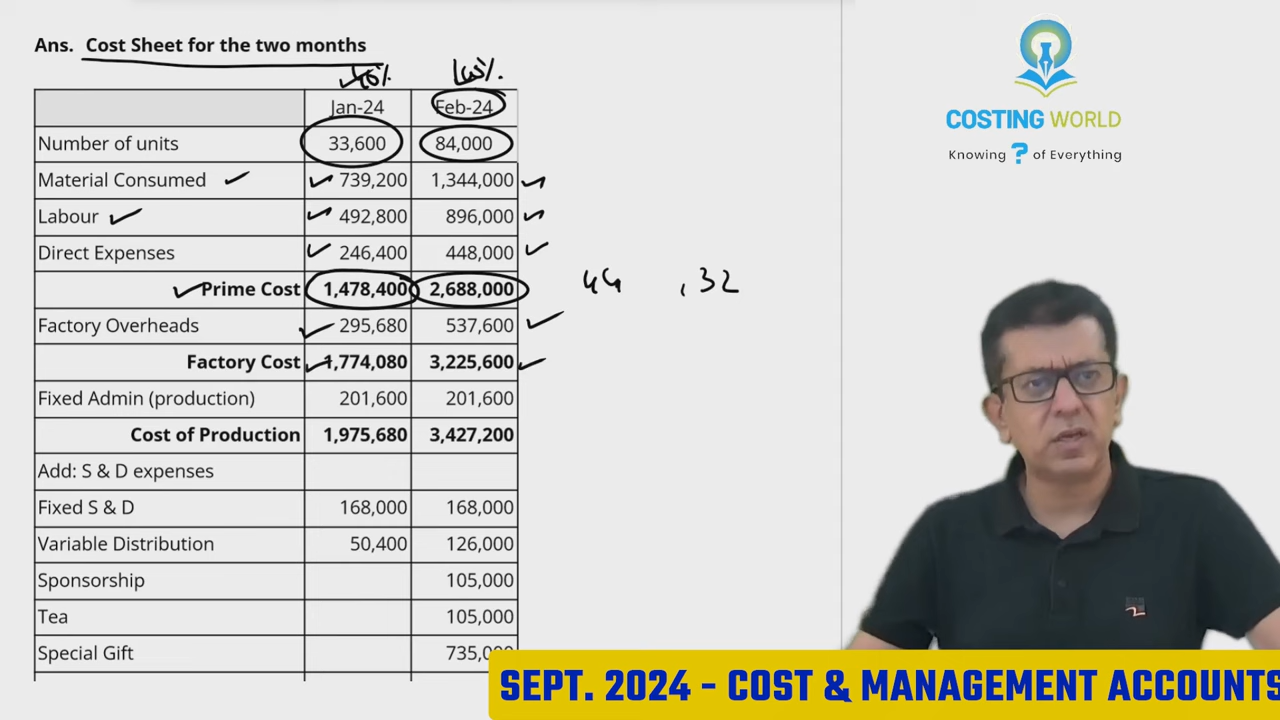 Ans. Cost Sheet for the two months
Jan-24 Feb-24
Number of units 33,600 84,000
Material Consumed 739,200 1,344,000
Labour 492,800 896,000
Direct Expenses 246,400 448,000
Prime Cost 1,478,400 2,688,000 44 , 32
Factory Overheads 295,680 537,600
Factory Cost 1,774,080 3,225,600
Fixed Admin (production) 201,600 201,600
Cost of Production 1,975,680 3,427,200
Add: S & D expenses
Fixed S & D 168,000 168,000
Variable Distribution 50,400 126,000
Sponsorship 105,000
Tea 105,000
Special Gift
COSTING WORLD
Knowing ? of Everything
SEPT. 2024 - COST & MANAGEMENT ACCOUNTS